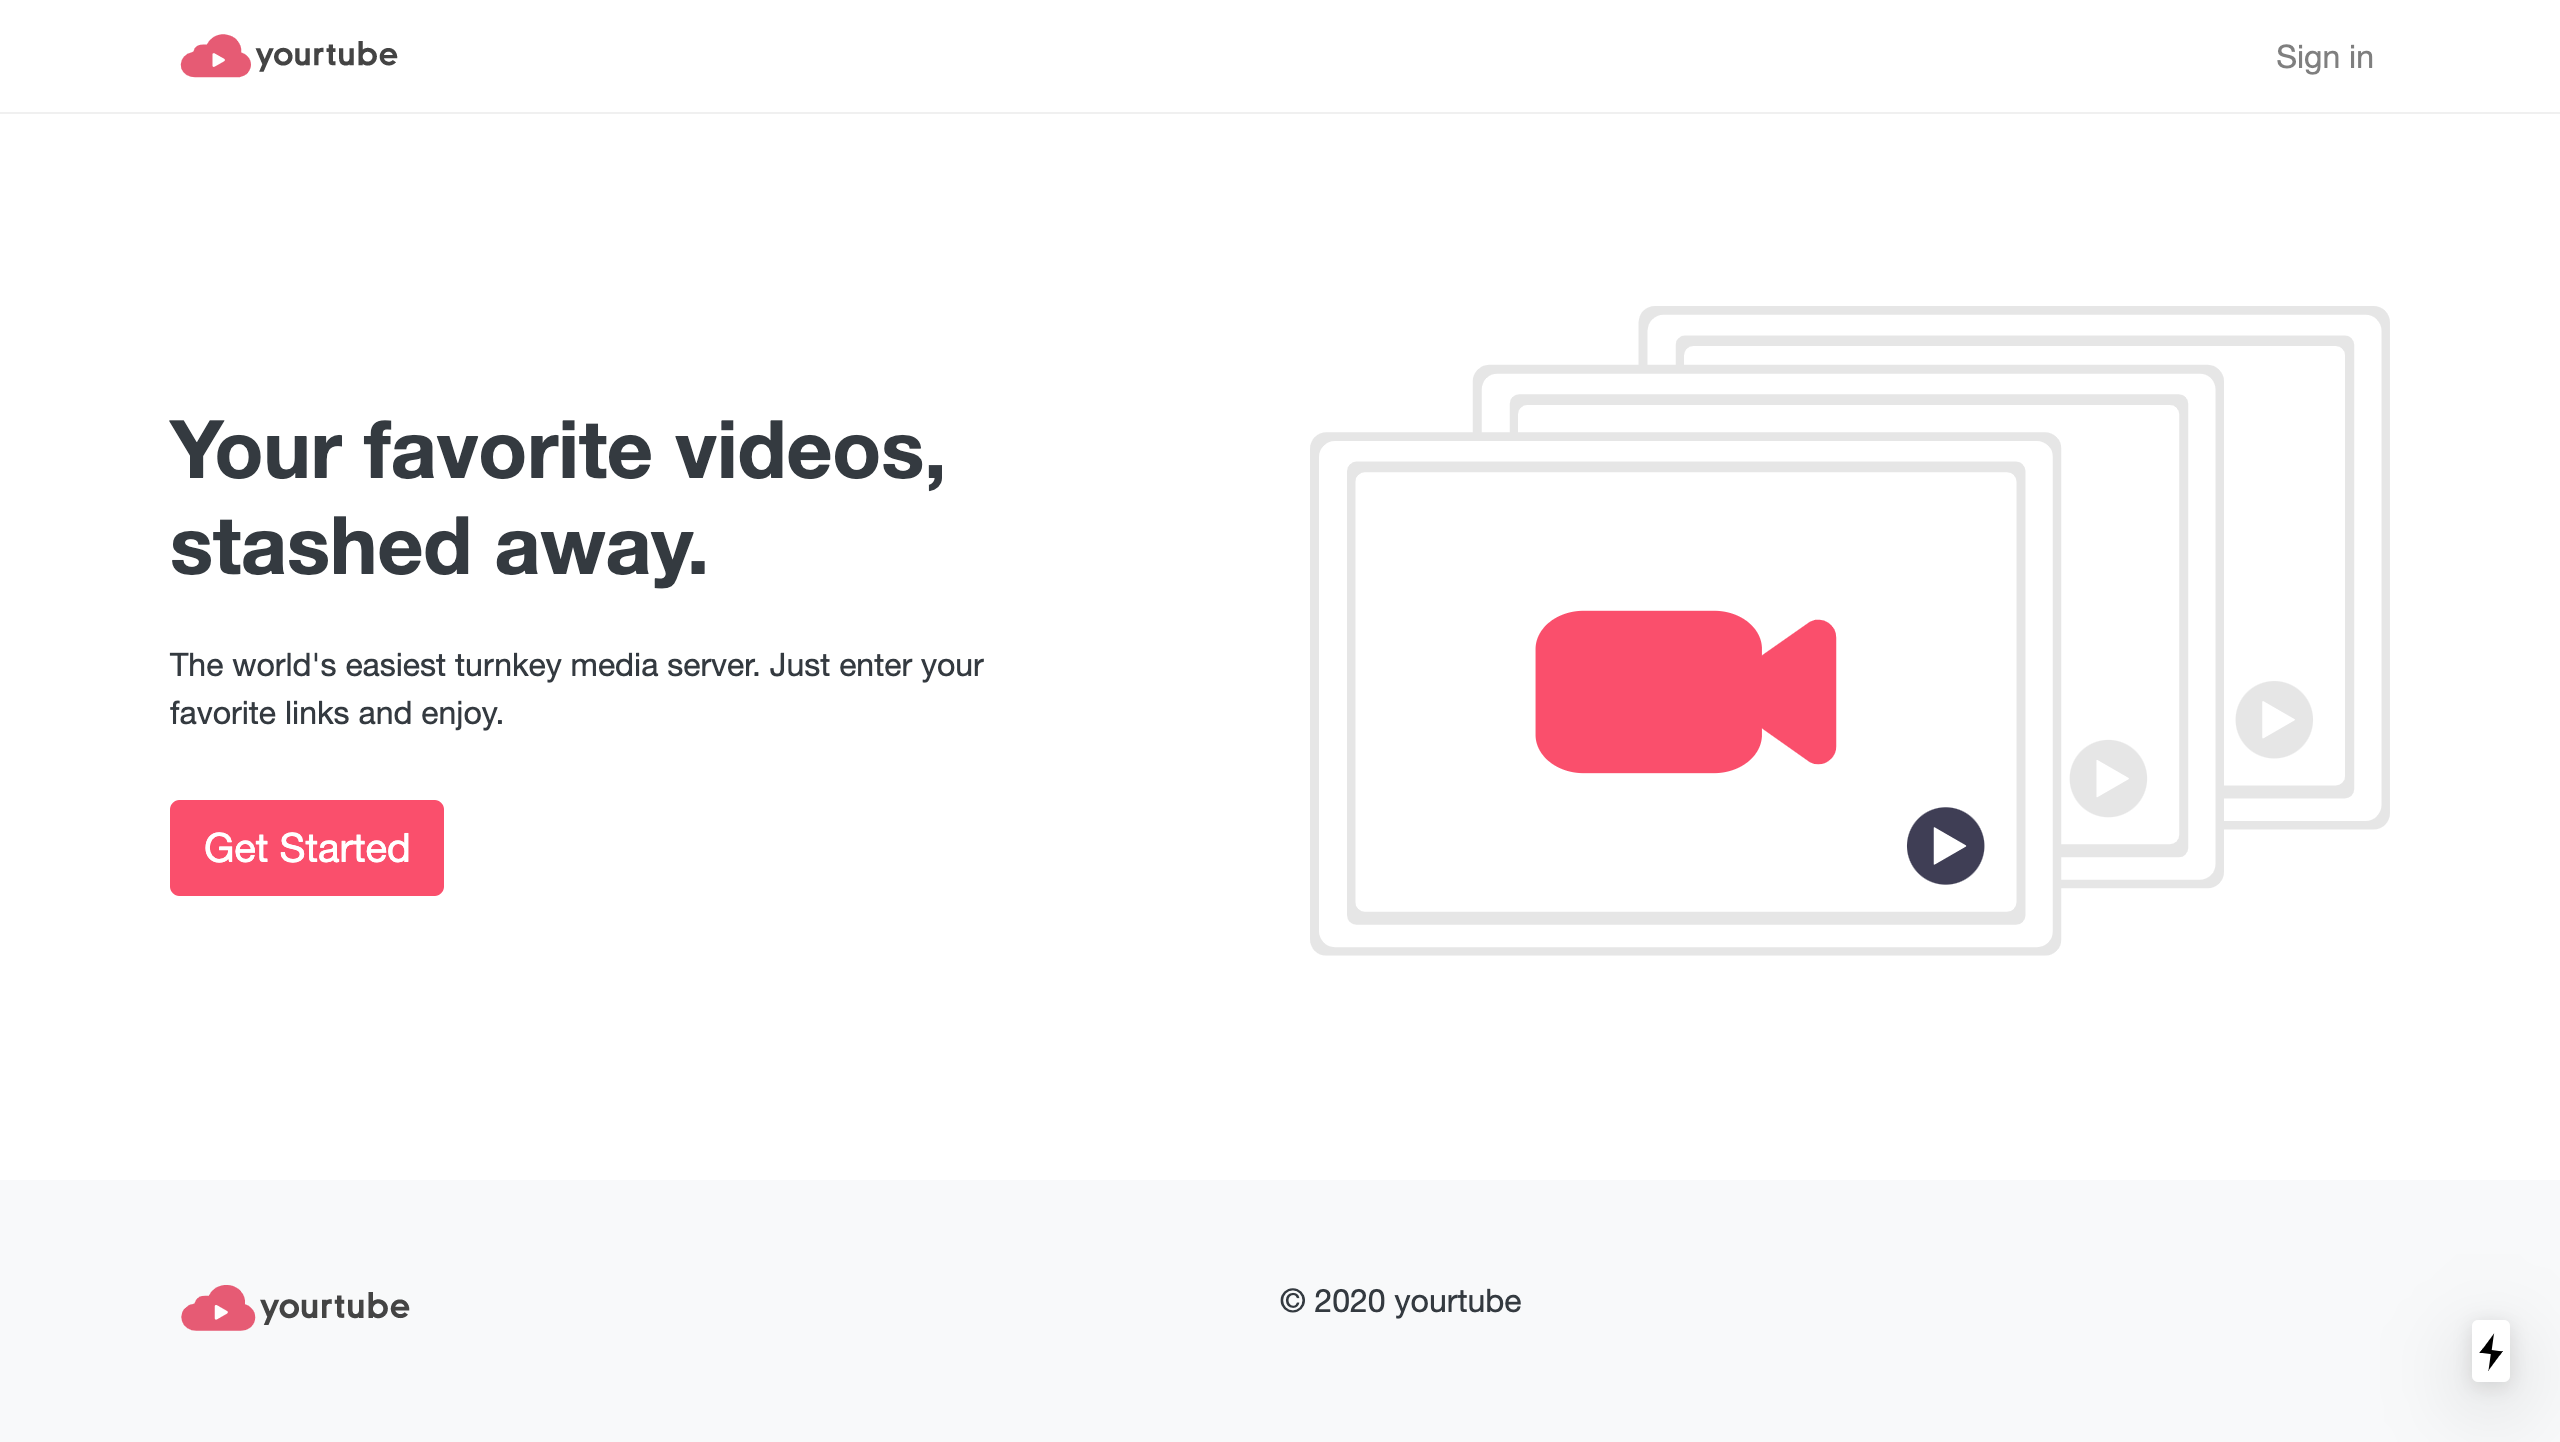 yourtube
Sign in
Your favorite videos,
stashed away.
The world's easiest turnkey media server. Just enter your
favorite links and enjoy.
Get Started
yourtube
© 2020 yourtube